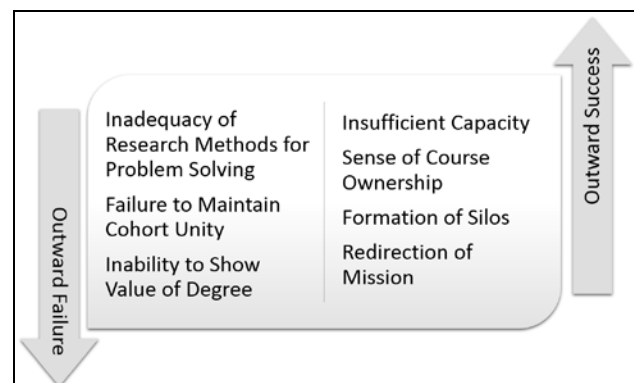 Outward Failure
Inadequacy of
Research Methods for
Problem Solving
Failure to Maintain
Cohort Unity
Inability to Show
Value of Degree
Insufficient Capacity
Sense of Course
Ownership
Formation of Silos
Redirection of
Mission
Outward Success